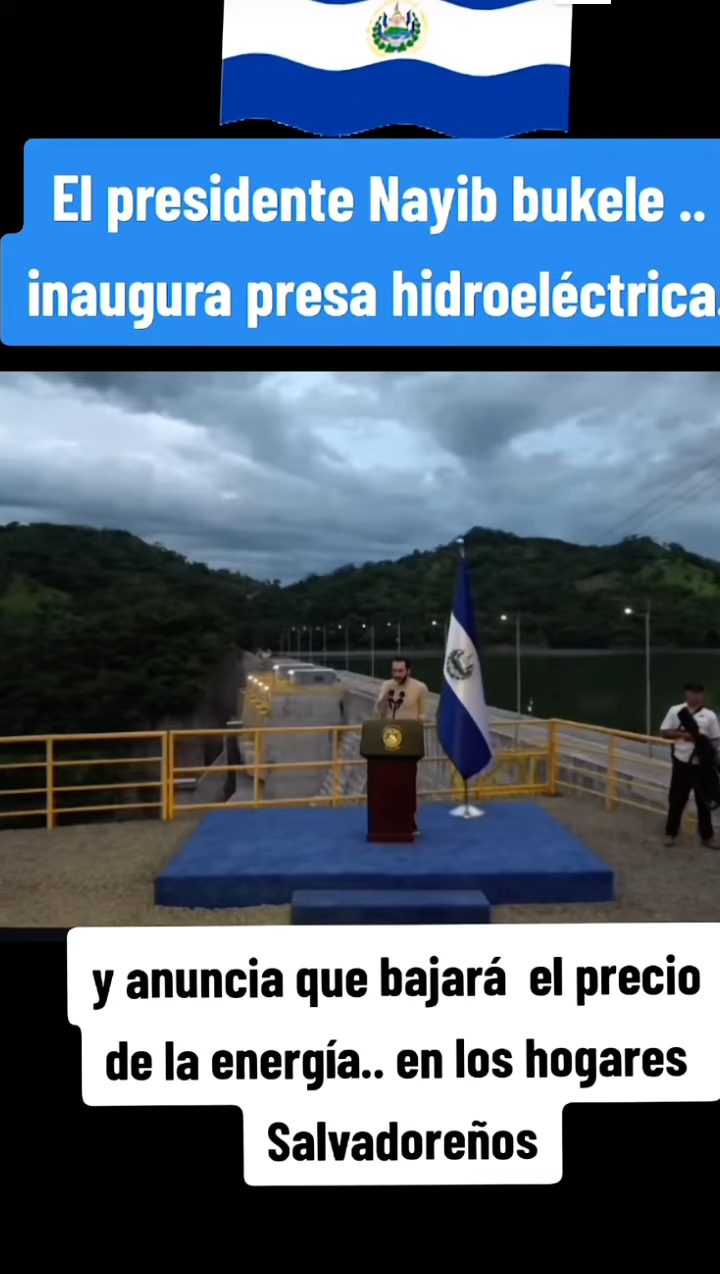 El presidente Nayib bukele ..
inaugura presa hidroeléctrica.
y anuncia que bajará el precio
de la energía.. en los hogares
Salvadoreños